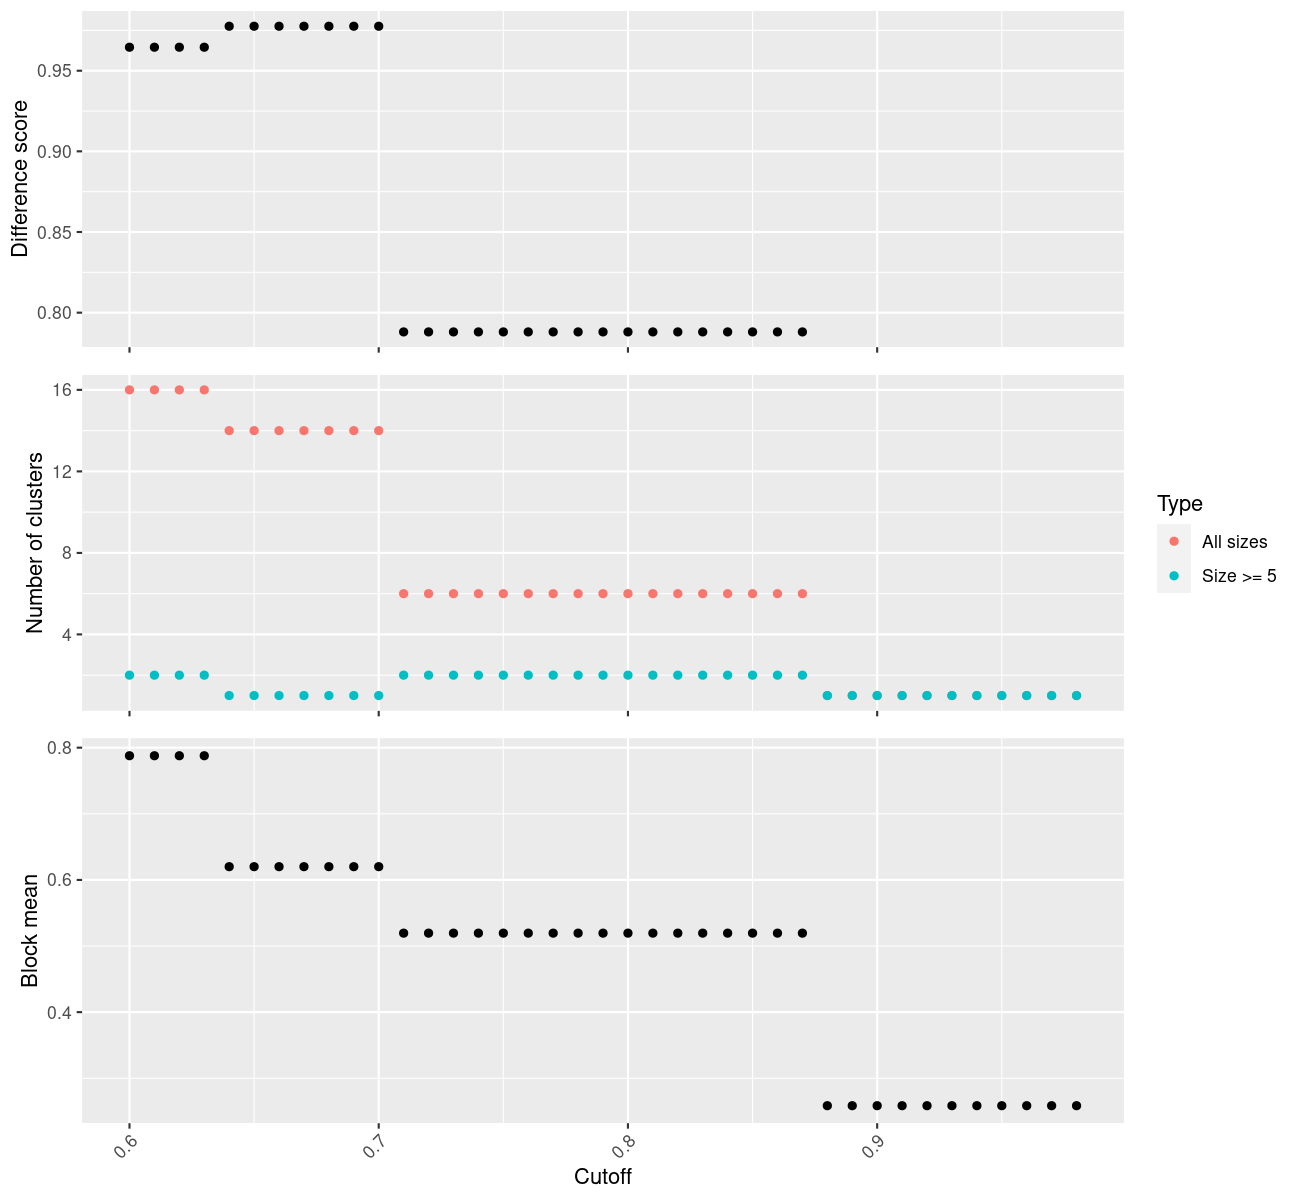 Difference score
0.95
0.90
0.85
0.80
Number of clusters
16
12
8
4
Type
All sizes
Size >= 5
Block mean
0.8
0.6
0.4
0.6 0.7 0.8 0.9
Cutoff